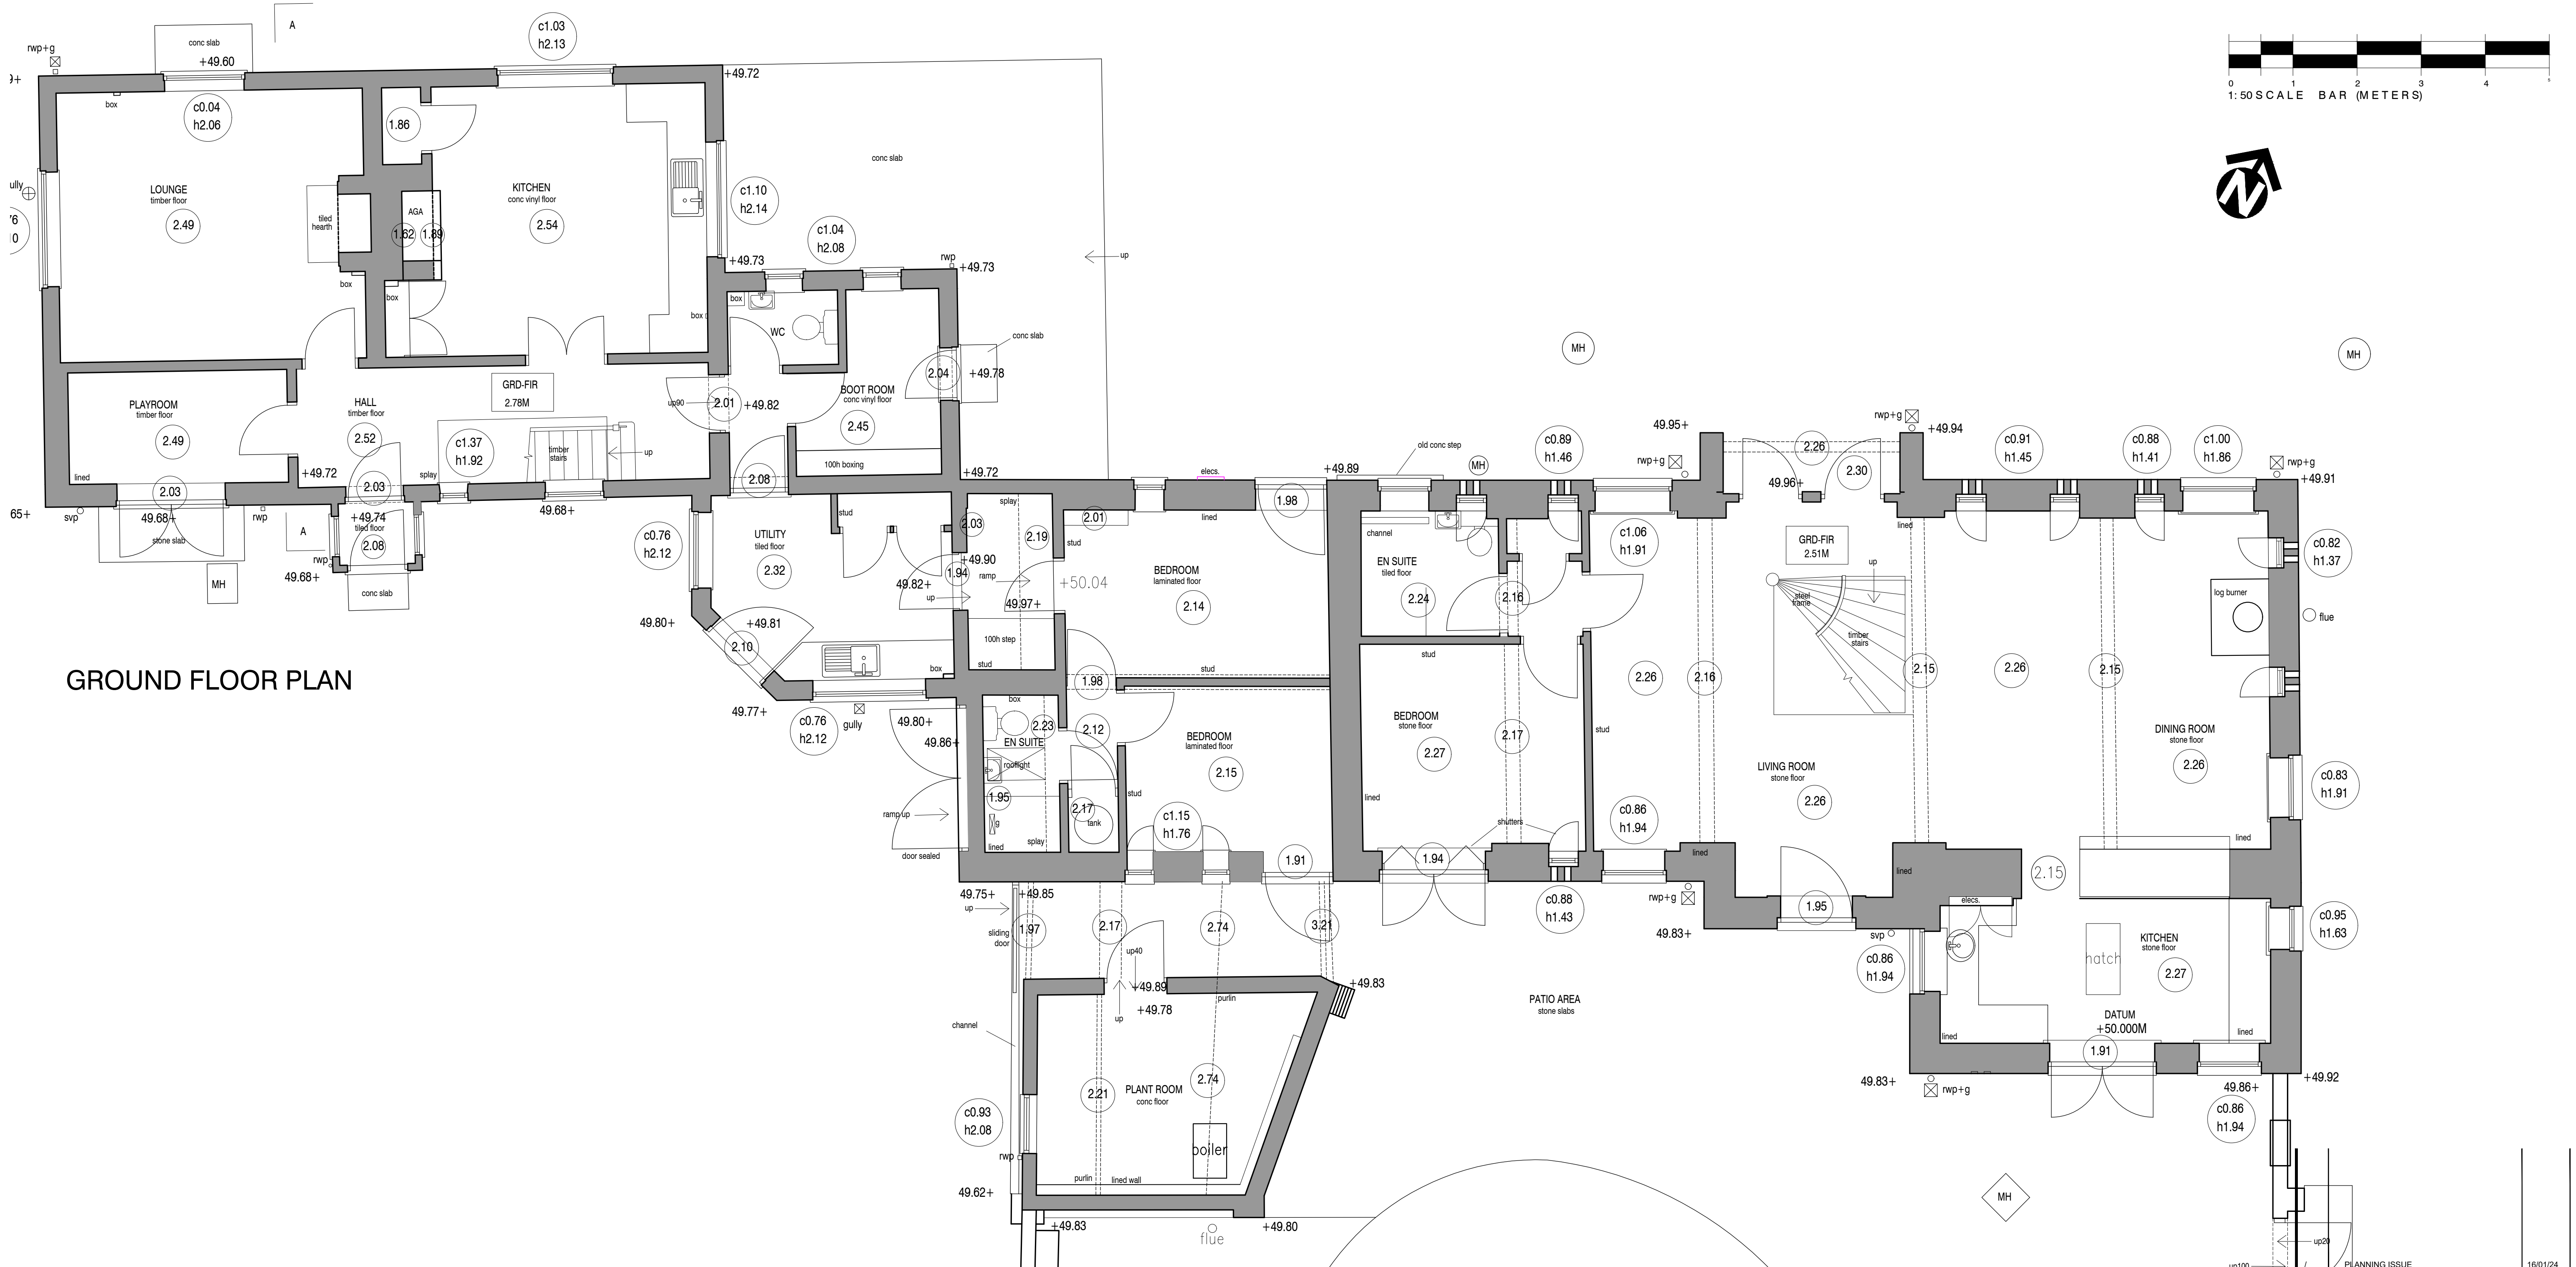 A
c1.03
h2.13
conc slab
rwp+g
+49.60
+49.72
0 1 2 3 4 5
1: 50 SCALE BAR (METERS)
N
box
c0.04
h2.06
1.86
conc slab
LOUNGE
timber floor
2.49
tiled
hearth
AGA
1.62
1.89
KITCHEN
conc vinyl floor
2.54
c1.10
h2.14
c1.04
h2.08
up
+49.73
rwp
+49.73
box
box
box
box
WC
conc slab
MH
MH
PLAYROOM
timber floor
2.49
HALL
timber floor
2.52
GRD-FIR
2.78M
up90
2.01
+49.82
BOOT ROOM
conc vinyl floor
2.45
2.04
+49.78
c1.37
h1.92
timber
stairs
up
100h boxing
lined
+49.72
splay
2.03
2.03
2.08
+49.72
65+
svp
49.68+
rwp
A
+49.74
tiled floor
2.08
49.68+
stone slab
rwp
49.68+
MH
conc slab
elecs.
+49.89
old conc step
c0.89
h1.46
MH
49.95+
rwp+g
2.26
2.30
49.96+
rwp+g
+49.94
c0.91
h1.45
c0.88
h1.41
c1.00
h1.86
rwp+g
+49.91
c0.76
h2.12
UTILITY
tiled floor
2.32
stud
2.03
splay
2.19
2.01
stud
lined
1.98
+49.90
1.94
ramp
49.82+
up
49.97+
+50.04
BEDROOM
laminated floor
2.14
channel
EN SUITE
tiled floor
2.24
2.16
c1.06
h1.91
GRD-FIR
2.51M
lined
up
steel
frame
timber
stairs
c0.82
h1.37
log burner
flue
49.80+
+49.81
2.10
100h step
stud
box
stud
stud
GROUND FLOOR PLAN
49.77+
c0.76
h2.12
gully
49.80+
49.86+
box
2.23
EN SUITE
rooflight
1.95
g
1.98
2.12
2.17
tank
BEDROOM
laminated floor
2.15
stud
lined
splay
c1.15
h1.76
1.91
ramp up
door sealed
BEDROOM
stone floor
2.27
2.17
lined
stud
shutters
1.94
2.26
2.16
2.15
2.26
2.15
LIVING ROOM
stone floor
2.26
DINING ROOM
stone floor
2.26
c0.83
h1.91
c0.86
h1.94
lined
lined
lined
2.15
49.75+
+49.85
up
sliding
door
1.97
2.17
2.74
3.21
c0.88
h1.43
rwp+g
49.83+
1.95
svp
elecs.
c0.86
h1.94
KITCHEN
stone floor
2.27
hatch
c0.95
h1.63
up40
+49.89
+49.78
up
purlin
+49.83
PATIO AREA
stone slabs
channel
DATUM
+50.000M
lined
lined
1.91
PLANT ROOM
conc floor
2.21
2.74
c0.93
h2.08
rwp
boiler
purlin
lined wall
49.62+
+49.83
flue
+49.80
49.83+
rwp+g
49.86+
+49.92
c0.86
h1.94
MH
up20
up100
PLANNING ISSUE
16/01/24